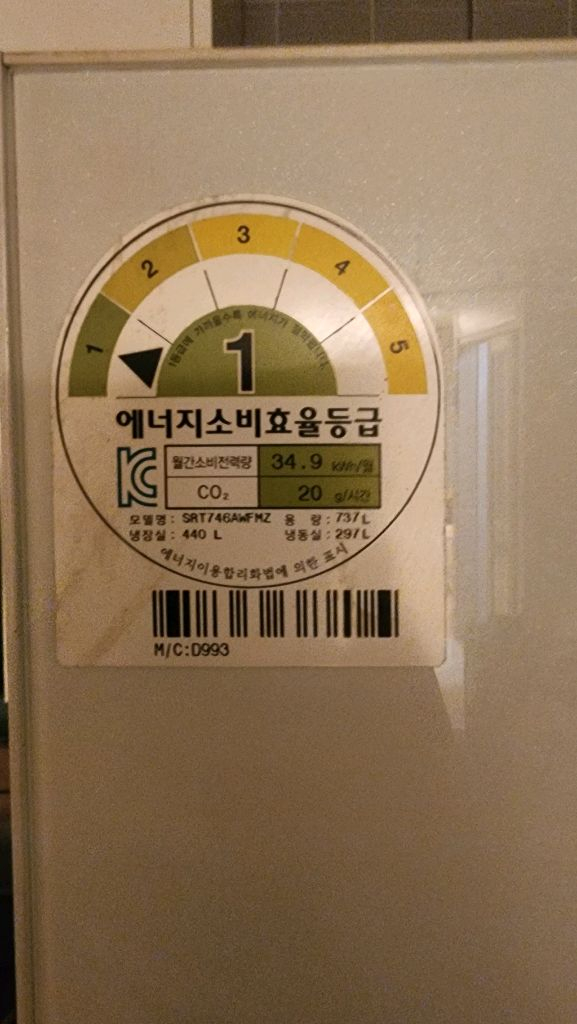 1
2
3
4
5
1등급에 가까울수록 에너지가 절약됩니다.
1
에너지소비효율등급
월간소비전력량 34.9 kWh/월
CO₂ 20 g/시간
모델명 : SRT746AWFMZ 용 량 : 737 L
냉장실 : 440 L 냉동실 : 297 L
에너지이용합리화법에 의한 표시
M/C:D993